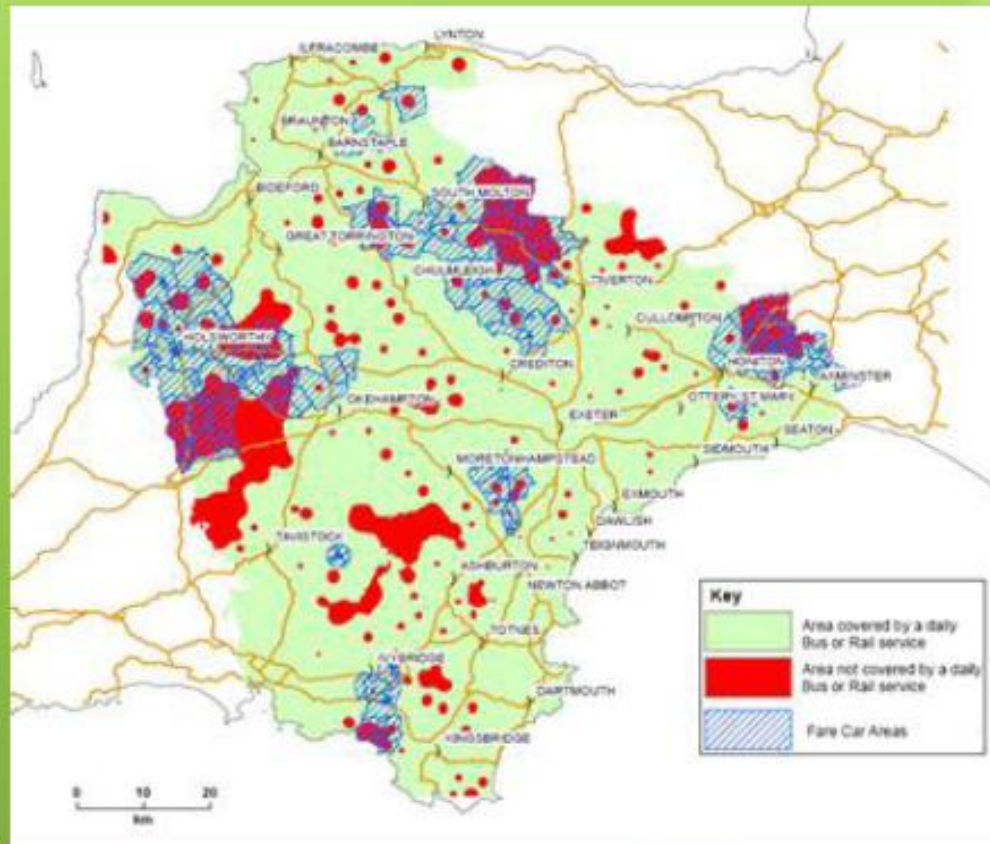 LYNTON
ILFRACOMBE
BRAUNTON
BARNSTAPLE
BIDEFORD
SOUTH MOLTON
GREAT TORRINGTON
CHULMLEIGH
TIVERTON
CULLOMPTON
HOLSWORTHY
HONITON
CREDITON
AXMINSTER
OKEHAMPTON
OTTERY ST MARY
EXETER
SEATON
SIDMOUTH
MORETONHAMPSTEAD
EXMOUTH
DAWLISH
TAVISTOCK
TEIGNMOUTH
ASHBURTON
NEWTON ABBOT
TOTNES
IVYBRIDGE
DARTMOUTH
KINGSBRIDGE
Key
Area covered by a daily
Bus or Rail service
Area not covered by a daily
Bus or Rail service
Fare Car Areas
0 10 20
km